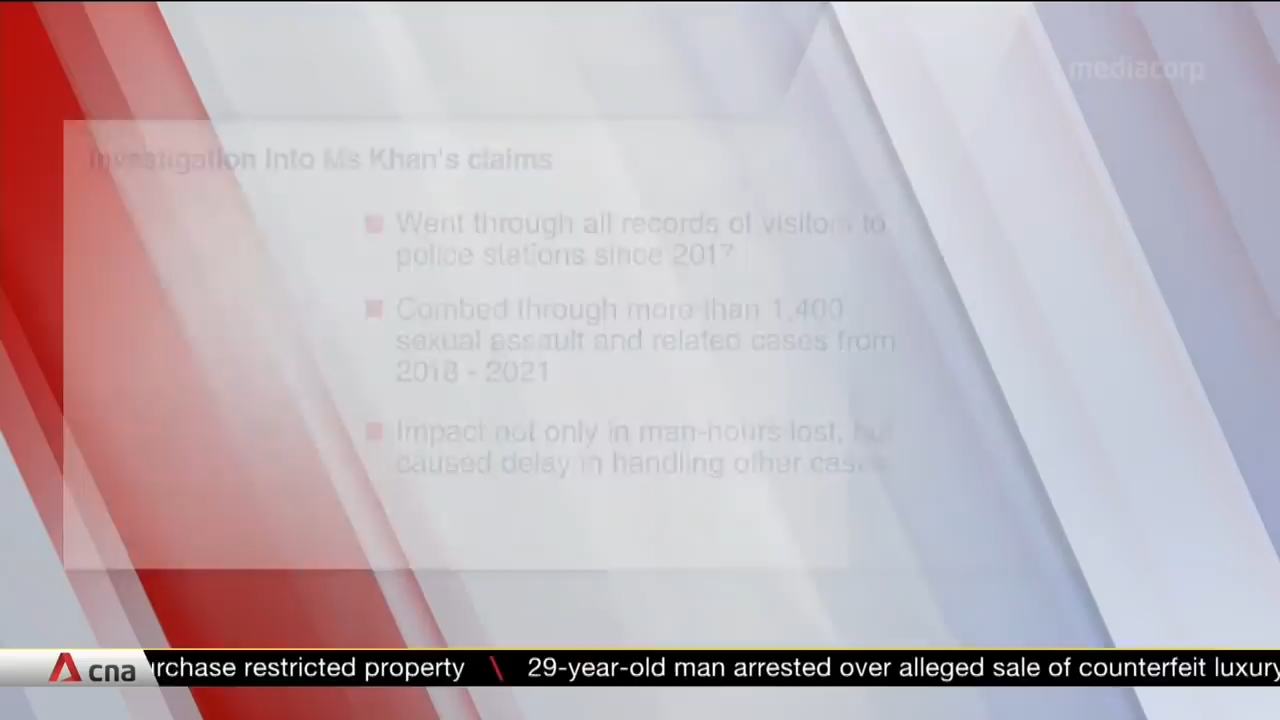 mediacorp
Investigation into Ms Khan's claims
Went through all records of visitors to
police stations since 2017
Combed through more than 1,400
sexual assault and related cases from
2018 - 2021
Impact not only in man-hours lost, but
caused delay in handling other cases
cna
urchase restricted property \ 29-year-old man arrested over alleged sale of counterfeit luxury